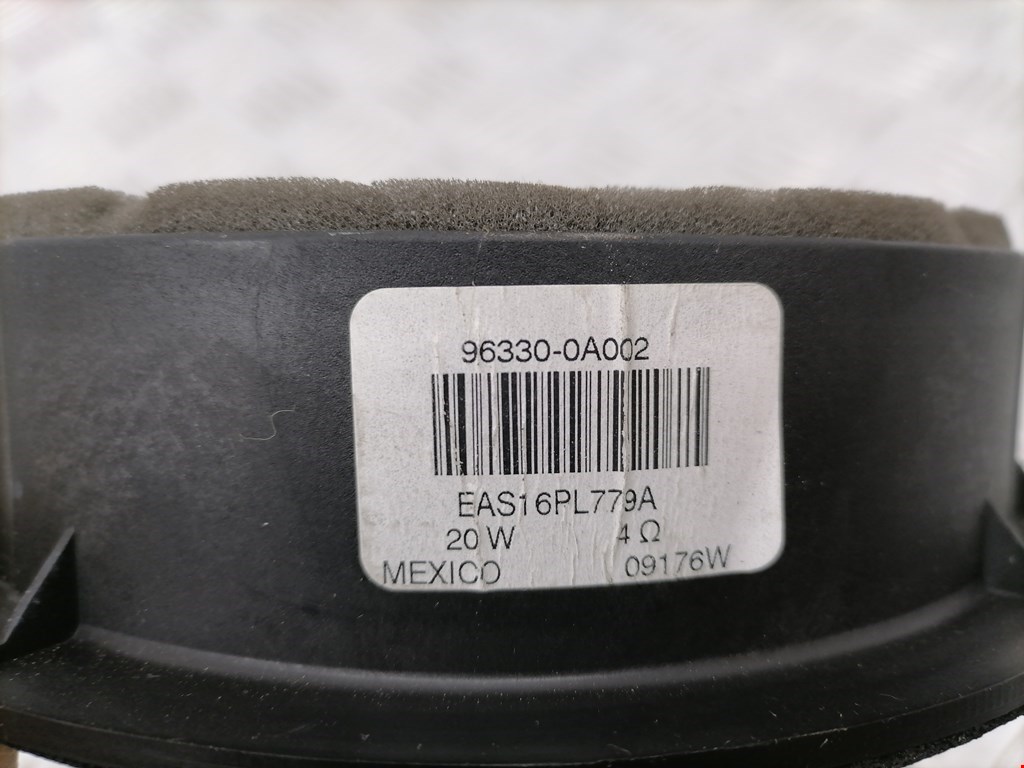 96330-0A002
EAS16PL779A
20 W 4 Ω
MEXICO 09176W